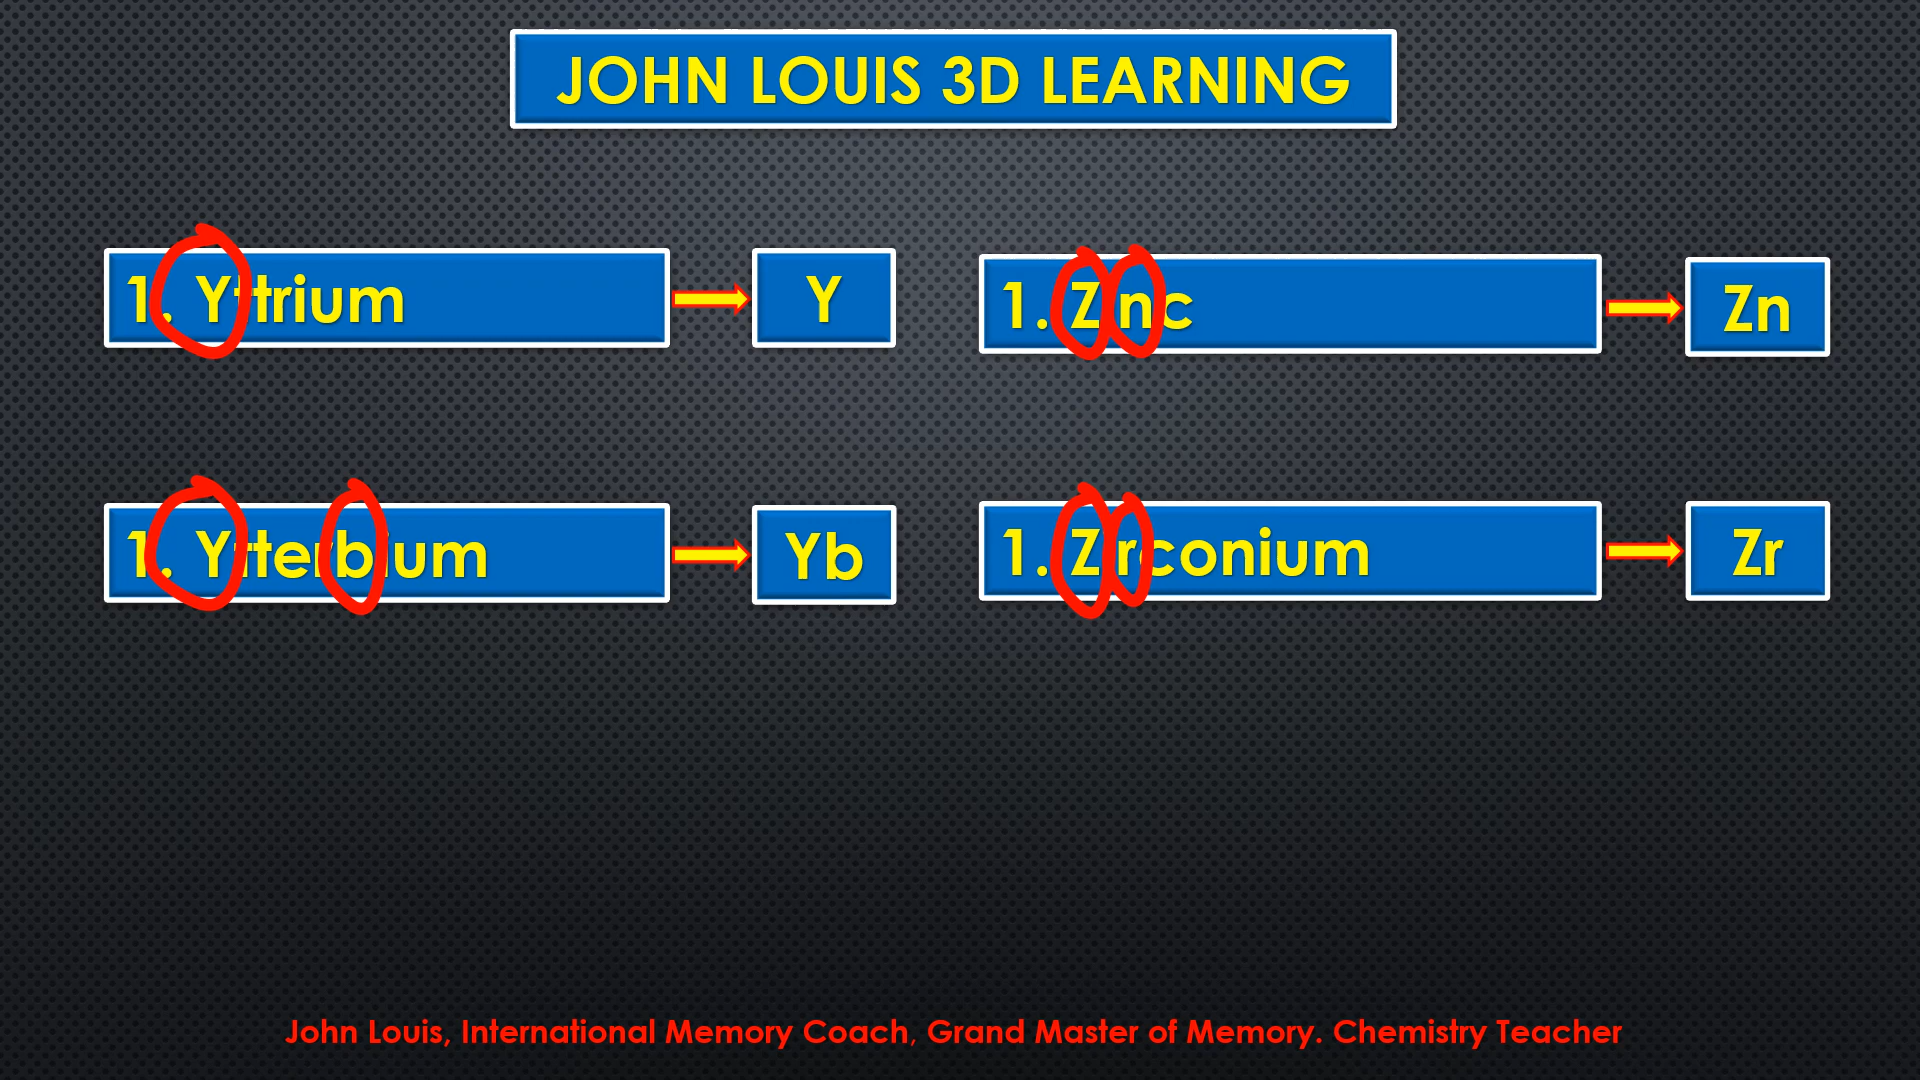 JOHN LOUIS 3D LEARNING
1. Yttrium
Y
1. Zinc
Zn
1. Ytterbium
Yb
1. Zirconium
Zr
John Louis, International Memory Coach, Grand Master of Memory. Chemistry Teacher